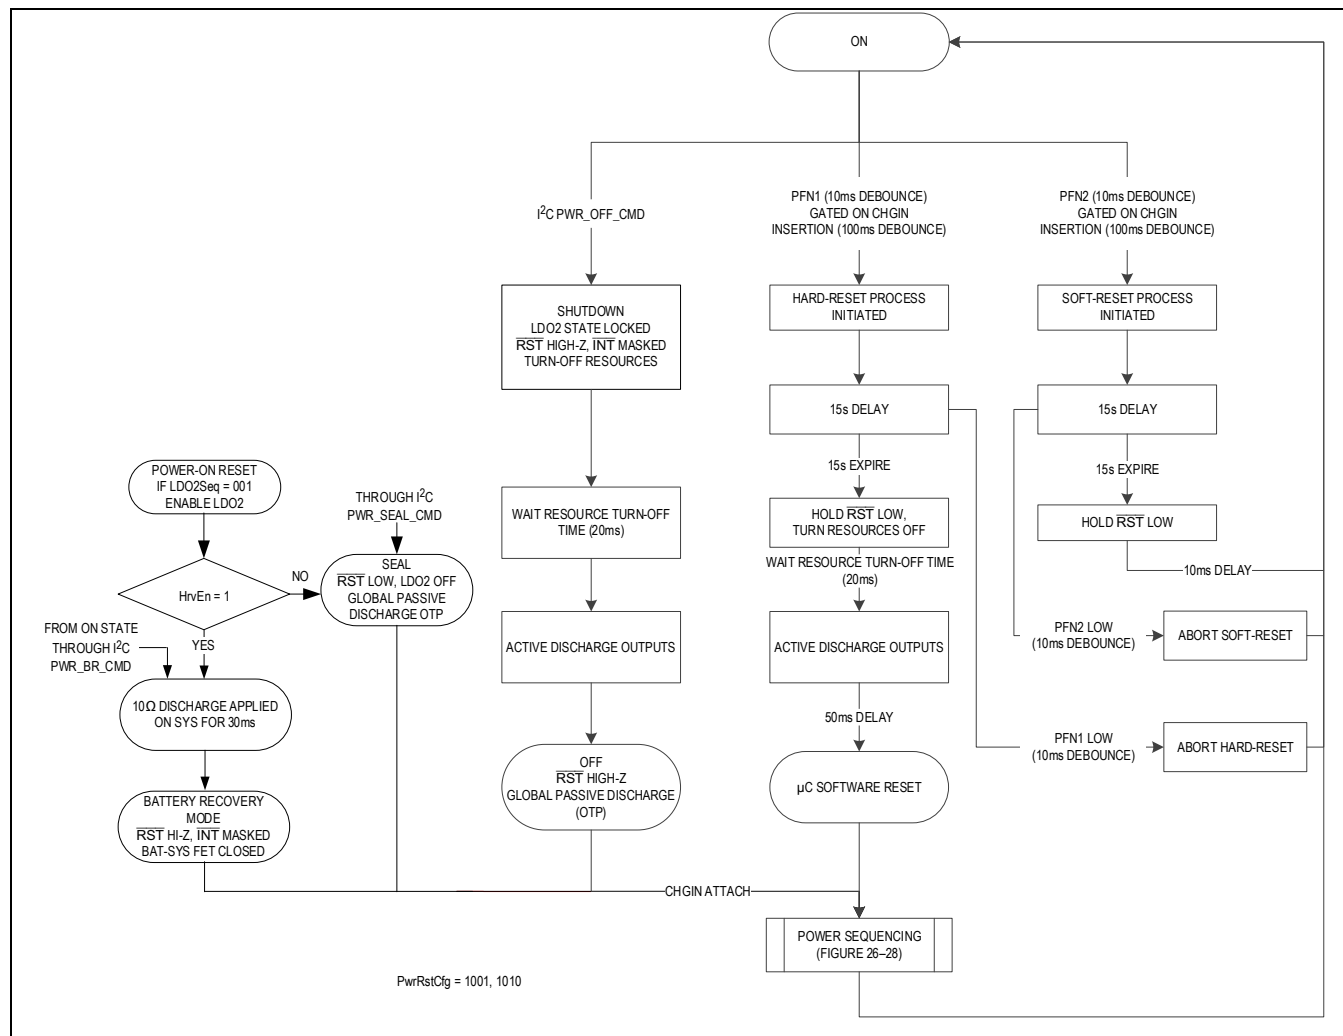 ON
I²C PWR_OFF_CMD
PFN1 (10ms DEBOUNCE)
GATED ON CHGIN
INSERTION (100ms DEBOUNCE)
PFN2 (10ms DEBOUNCE)
GATED ON CHGIN
INSERTION (100ms DEBOUNCE)
SHUTDOWN
LDO2 STATE LOCKED
RST HIGH-Z, INT MASKED
TURN-OFF RESOURCES
HARD-RESET PROCESS
INITIATED
SOFT-RESET PROCESS
INITIATED
15s DELAY
15s DELAY
15s EXPIRE
15s EXPIRE
POWER-ON RESET
IF LDO2Seq = 001
ENABLE LDO2
THROUGH I²C
PWR_SEAL_CMD
WAIT RESOURCE TURN-OFF
TIME (20ms)
HOLD RST LOW,
TURN RESOURCES OFF
HOLD RST LOW
WAIT RESOURCE TURN-OFF TIME
(20ms)
10ms DELAY
HrvEn = 1
NO
SEAL
RST LOW, LDO2 OFF
GLOBAL PASSIVE
DISCHARGE OTP
FROM ON STATE
THROUGH I²C
PWR_BR_CMD
YES
ACTIVE DISCHARGE OUTPUTS
ACTIVE DISCHARGE OUTPUTS
PFN2 LOW
(10ms DEBOUNCE)
ABORT SOFT-RESET
10Ω DISCHARGE APPLIED
ON SYS FOR 30ms
50ms DELAY
PFN1 LOW
(10ms DEBOUNCE)
ABORT HARD-RESET
OFF
RST HIGH-Z
GLOBAL PASSIVE DISCHARGE
(OTP)
µC SOFTWARE RESET
BATTERY RECOVERY
MODE
RST HI-Z, INT MASKED
BAT-SYS FET CLOSED
CHGIN ATTACH
POWER SEQUENCING
(FIGURE 26–28)
PwrRstCfg = 1001, 1010